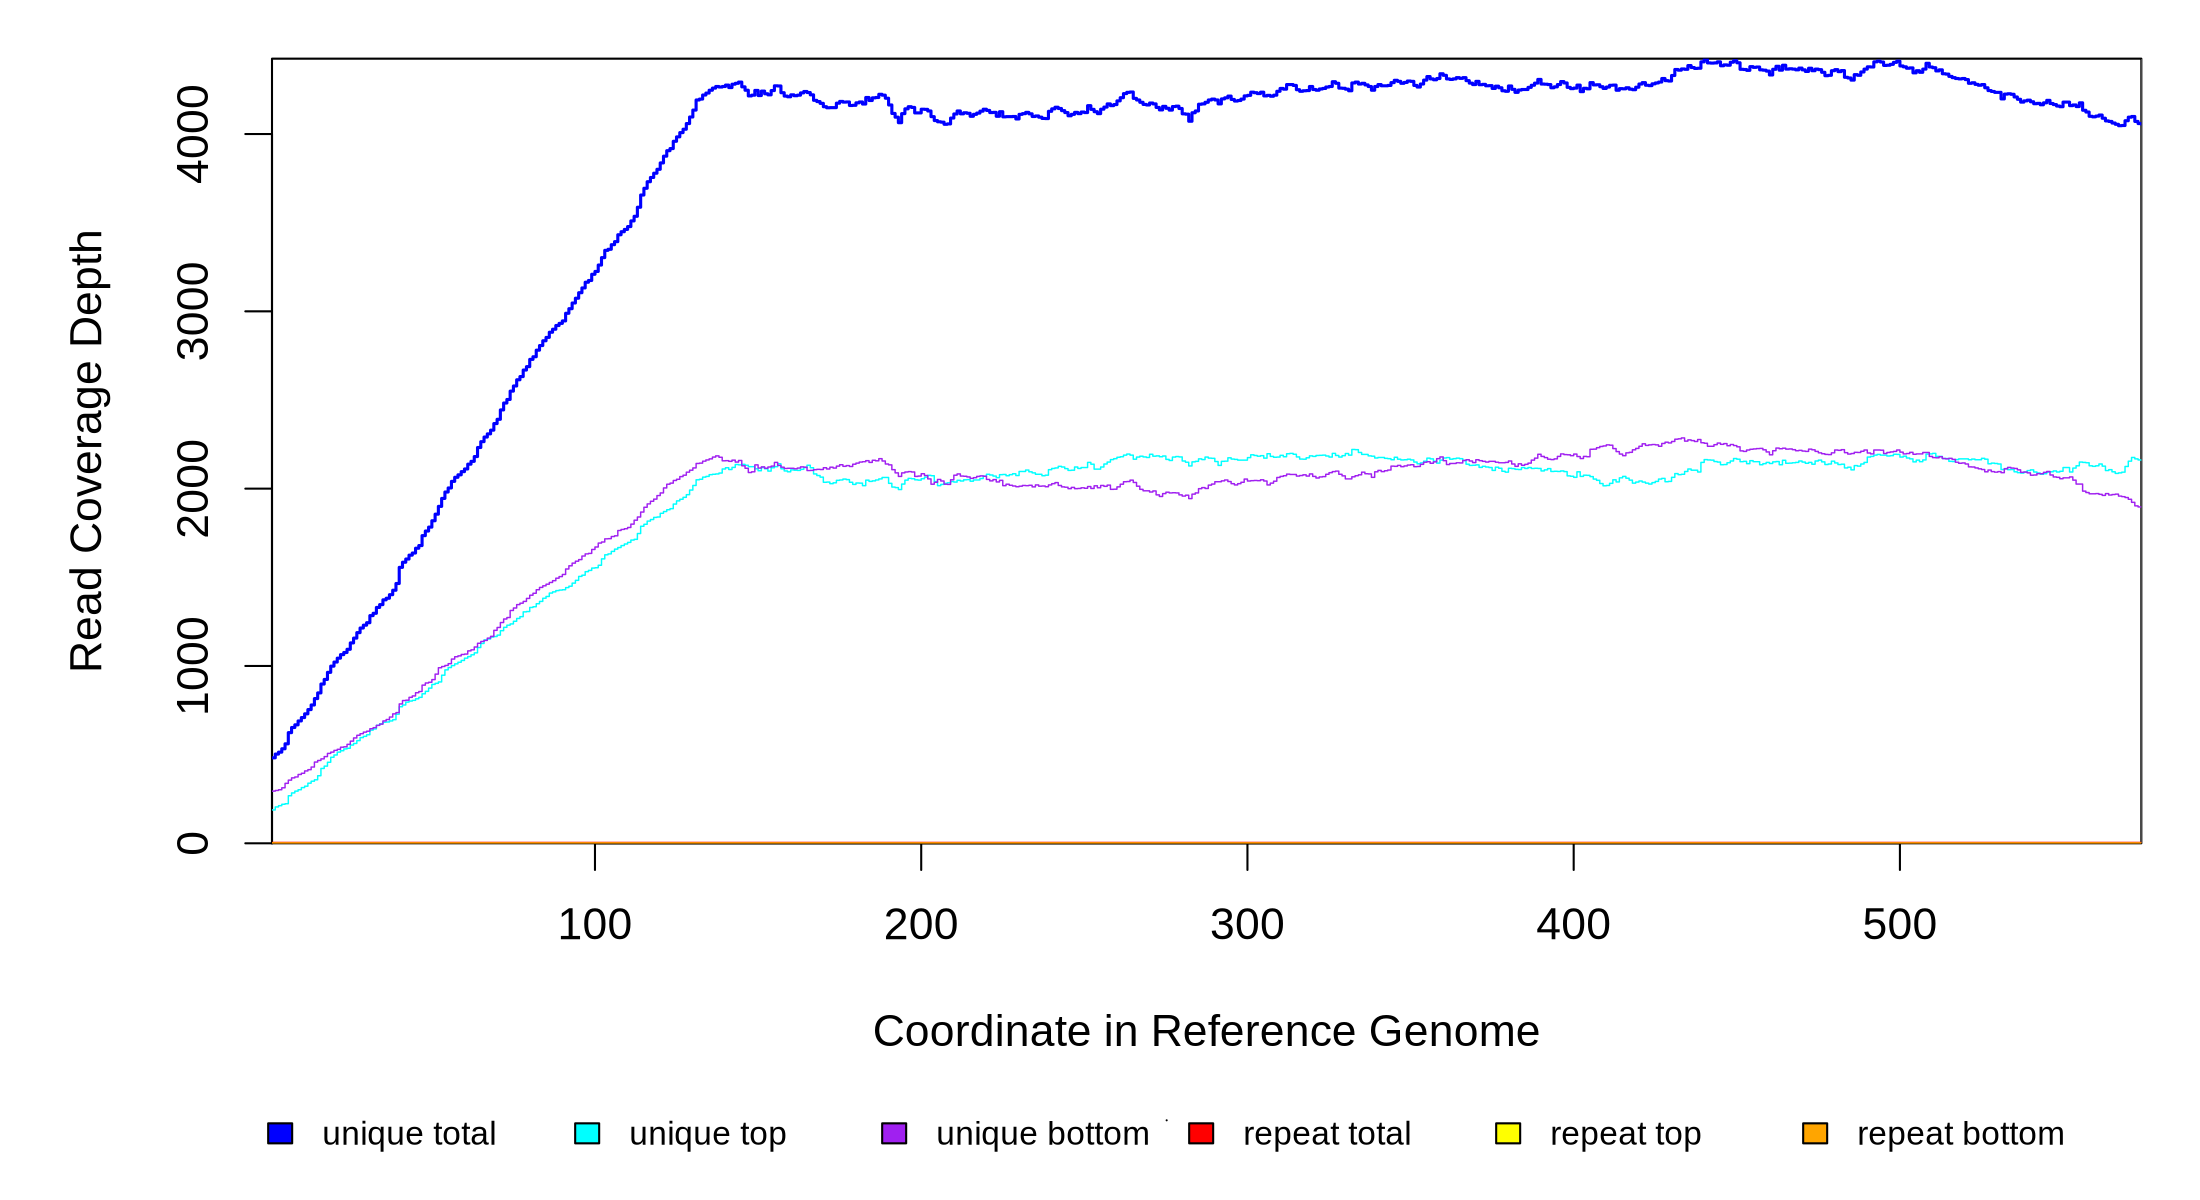 Read Coverage Depth
4000
3000
2000
1000
0
100 200 300 400 500
Coordinate in Reference Genome
unique total unique top unique bottom repeat total repeat top repeat bottom